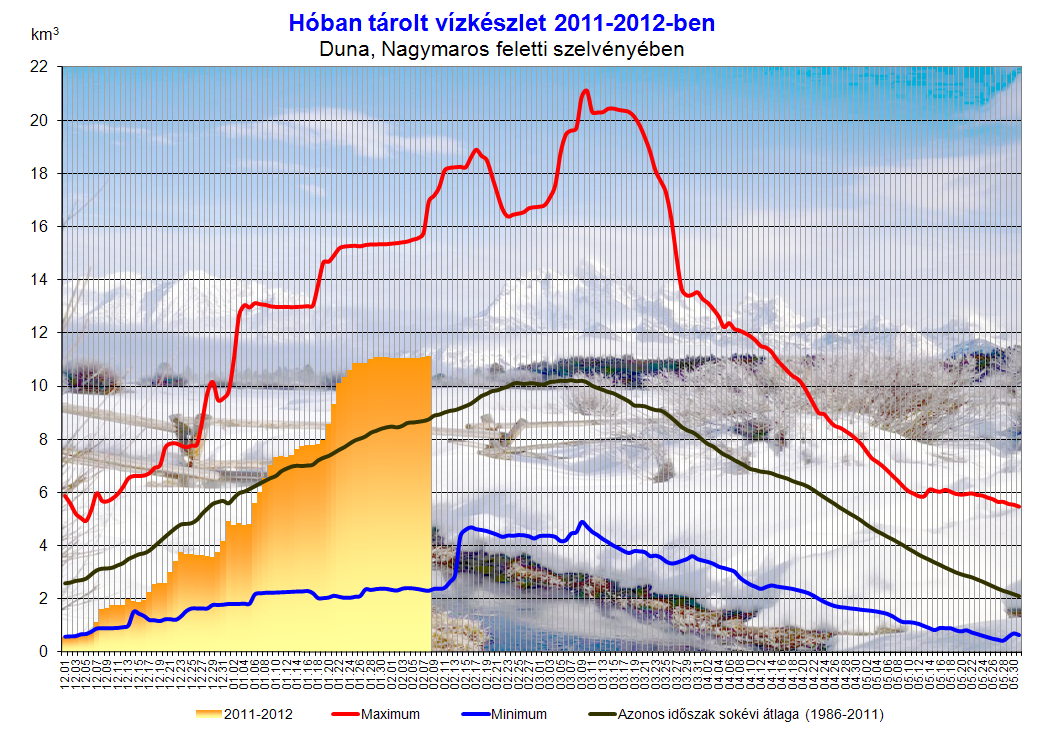 Hóban tárolt vízkészlet 2011-2012-ben
Duna, Nagymaros feletti szelvényében
km³
22
20
18
16
14
12
10
8
6
4
2
0
12.01 12.03 12.05 12.07 12.09 12.11 12.13 12.15 12.17 12.19 12.21 12.23 12.25 12.27 12.29 12.31 01.02 01.04 01.06 01.08 01.10 01.12 01.14 01.16 01.18 01.20 01.22 01.24 01.26 01.28 01.30 02.01 02.03 02.05 02.07 02.09 02.11 02.13 02.15 02.17 02.19 02.21 02.23 02.25 02.27 03.01 03.03 03.05 03.07 03.09 03.11 03.13 03.15 03.17 03.19 03.21 03.23 03.25 03.27 03.29 03.31 04.02 04.04 04.06 04.08 04.10 04.12 04.14 04.16 04.18 04.20 04.22 04.24 04.26 04.28 04.30 05.02 05.04 05.06 05.08 05.10 05.12 05.14 05.16 05.18 05.20 05.22 05.24 05.26 05.28 05.30
2011-2012 Maximum Minimum Azonos időszak sokévi átlaga (1986-2011)